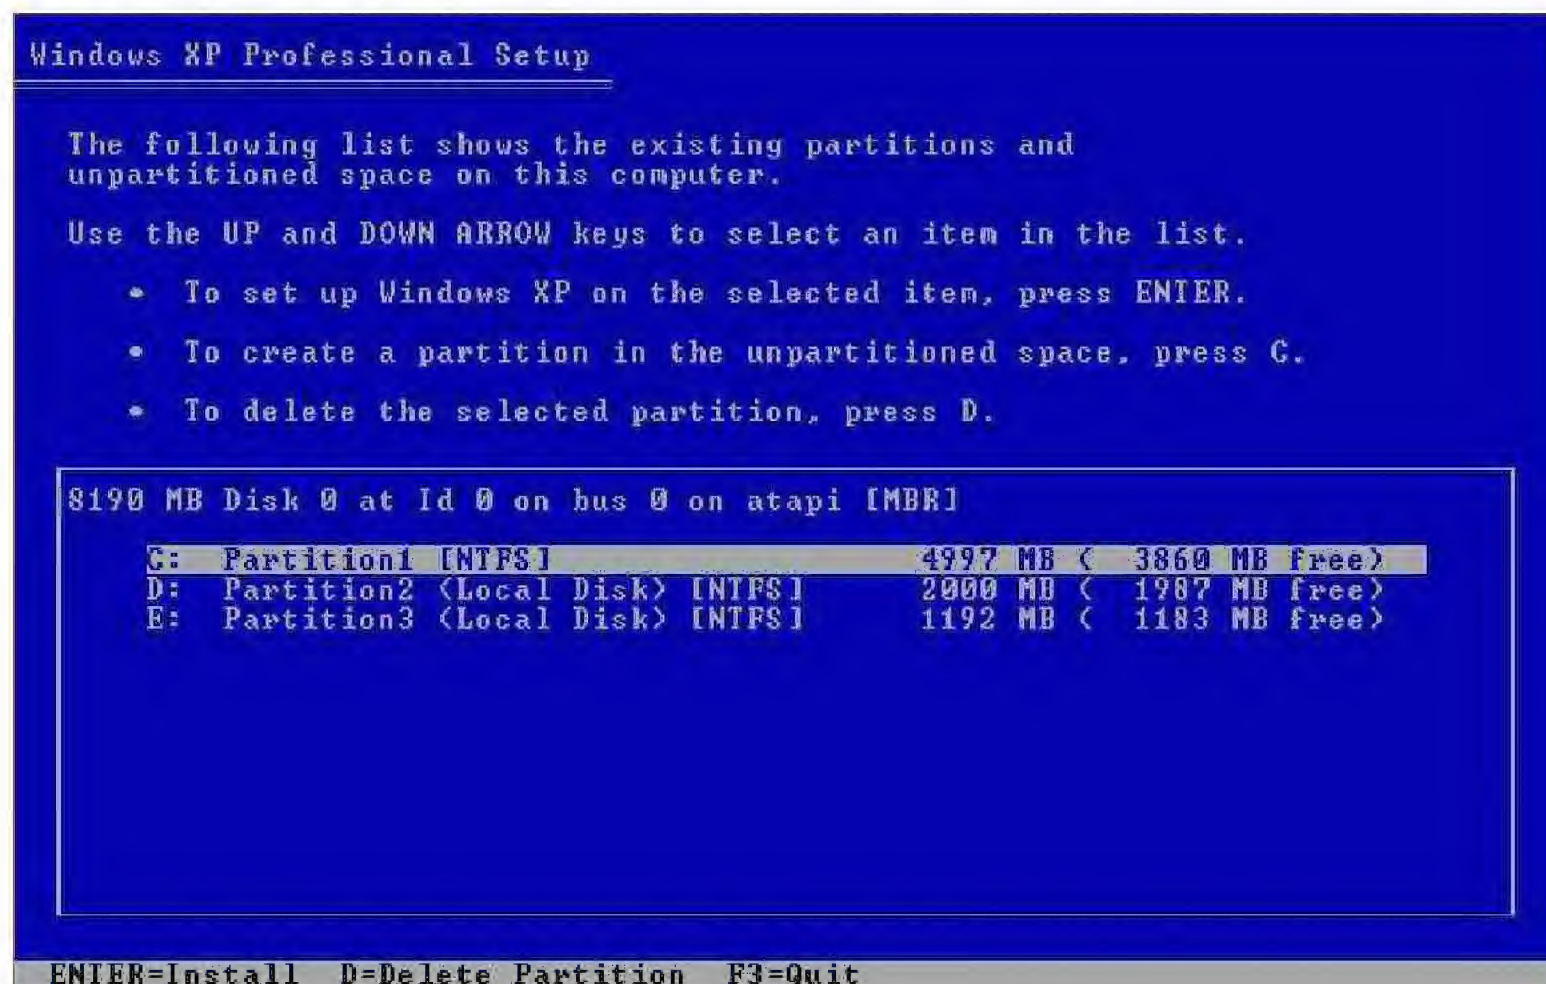 Windows XP Professional Setup
The following list shows the existing partitions and
unpartitioned space on this computer.
Use the UP and DOWN ARROW keys to select an item in the list.
• To set up Windows XP on the selected item, press ENTER.
• To create a partition in the unpartitioned space, press C.
• To delete the selected partition, press D.
8190 MB Disk 0 at Id 0 on bus 0 on atapi [MBR]
C: Partition1 [NTFS] 4997 MB ( 3860 MB free)
D: Partition2 (Local Disk) [NTFS] 2000 MB ( 1987 MB free)
E: Partition3 (Local Disk) [NTFS] 1192 MB ( 1183 MB free)
ENTER=Install D=Delete Partition F3=Quit